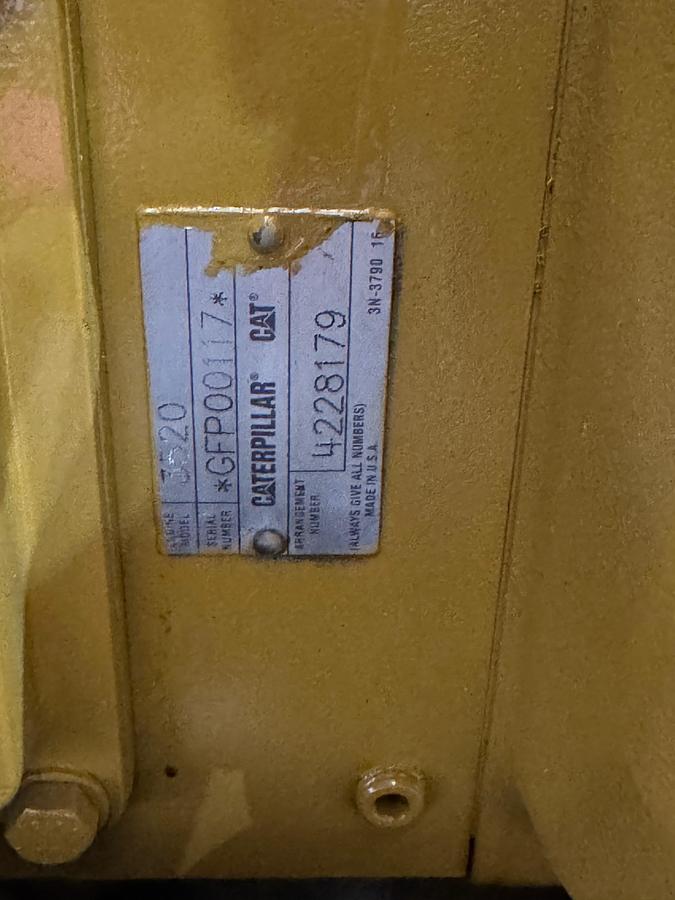 ENGINE MODEL 3520
SERIAL NUMBER *GFP00117*
CATERPILLAR® CAT®
ARRANGEMENT NUMBER 4228179
(ALWAYS GIVE ALL NUMBERS)
MADE IN U.S.A. 3N-3790